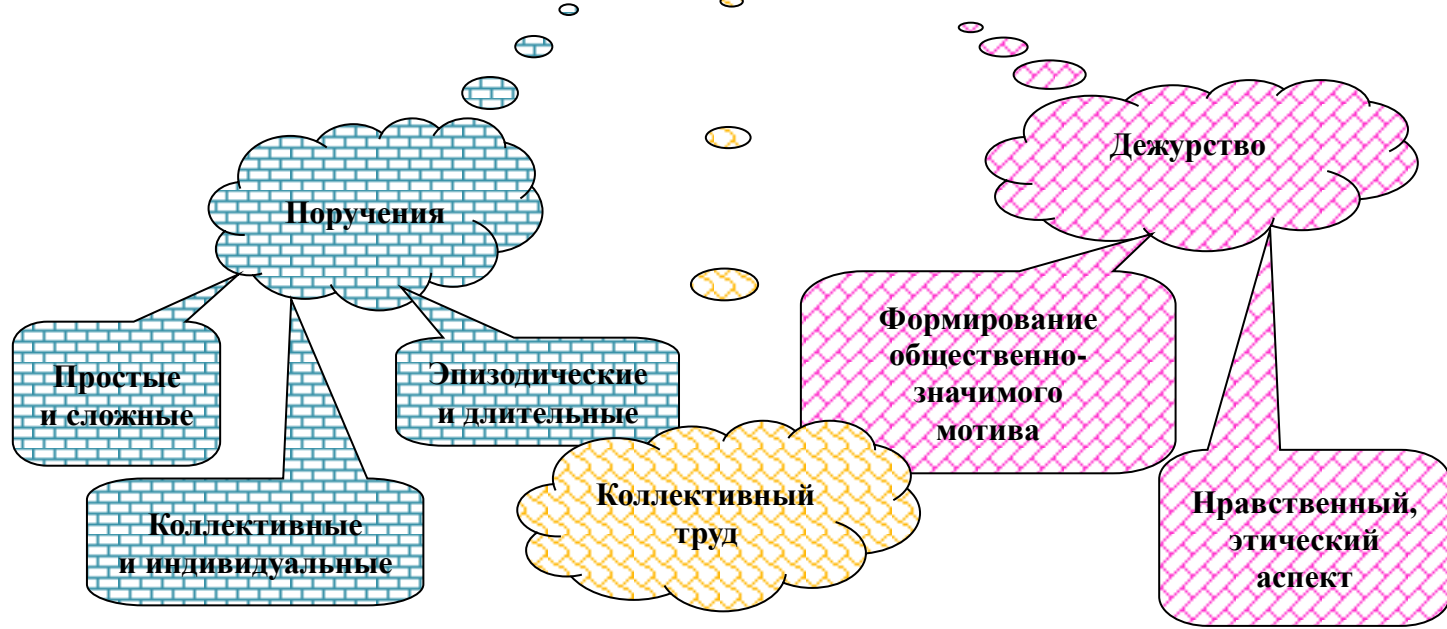 Поручения
Дежурство
Простые
и сложные
Эпизодические
и длительные
Коллективные
и индивидуальные
Коллективный
труд
Формирование
общественно-
значимого
мотива
Нравственный,
этический
аспект